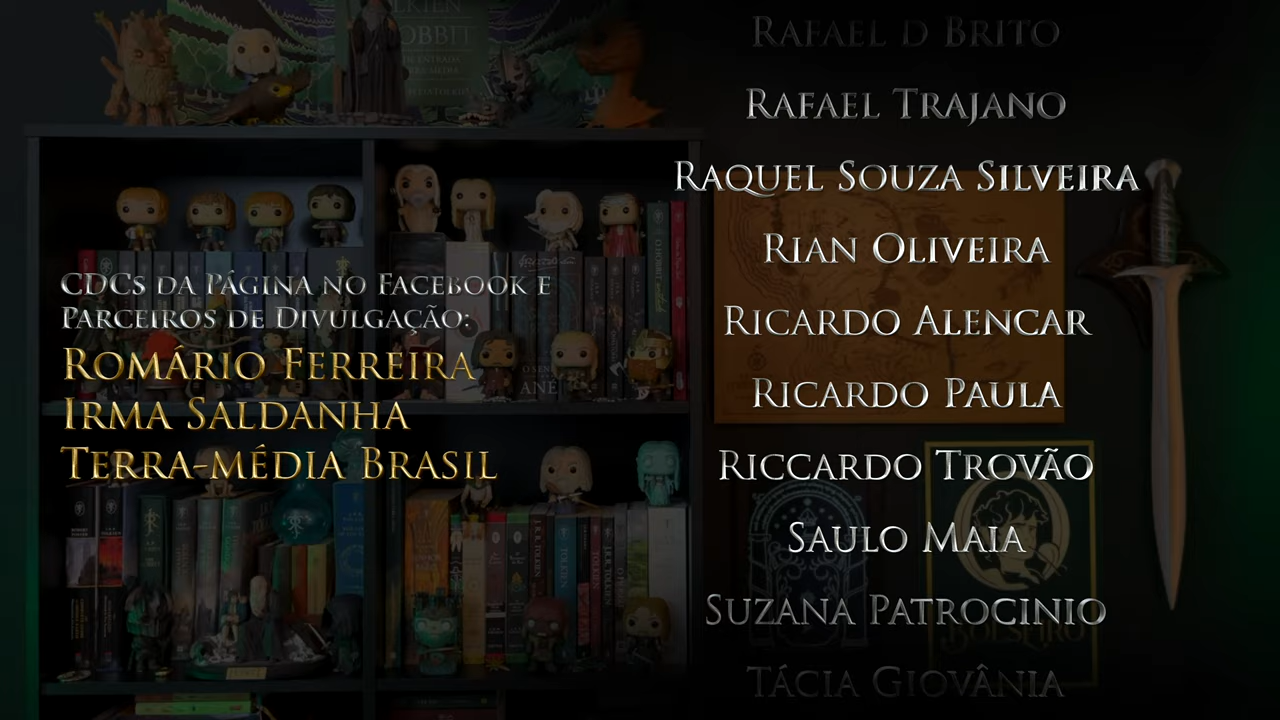 CDCs da Página no Facebook e
Parceiros de Divulgação:
Romário Ferreira
Irma Saldanha
Terra-média Brasil
Rafael D Brito
Rafael Trajano
Raquel Souza Silveira
Rian Oliveira
Ricardo Alencar
Ricardo Paula
Riccardo Trovão
Saulo Maia
Suzana Patrocinio
Tácia Giovânia